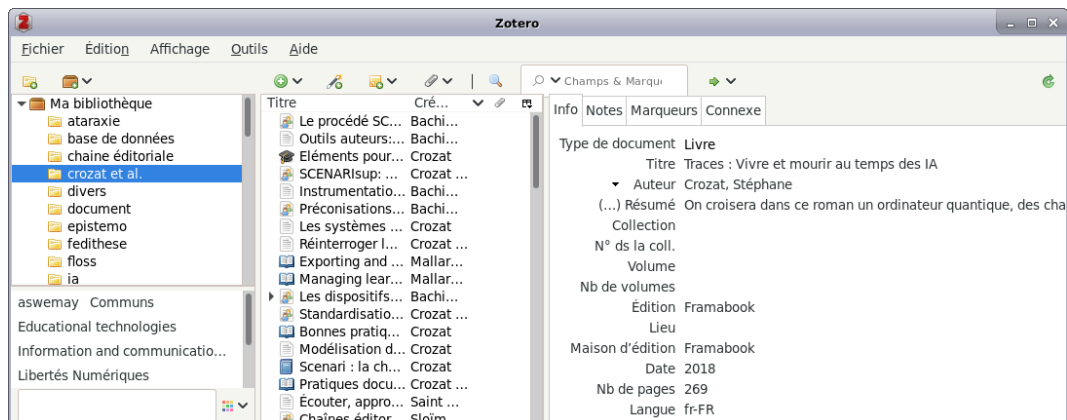 Zotero
Fichier Édition Affichage Outils Aide
Champs & Marqu
Ma bibliothèque
ataraxie
base de données
chaine éditoriale
crozat et al.
divers
document
epistemo
fedithese
floss
ia
aswemay Communs
Educational technologies
Information and communicatio...
Libertés Numériques
Titre Cré...
Le procédé SC... Bachi...
Outils auteurs:... Bachi...
Eléments pour... Crozat
SCENARIsup: ... Crozat ...
Instrumentatio... Bachi...
Préconisations... Bachi...
Les systèmes ... Crozat
Réinterroger l... Crozat ...
Exporting and ... Mallar...
Managing lear... Mallar...
Les dispositifs... Bachi...
Standardisatio... Crozat
Bonnes pratiq... Crozat
Modélisation d... Crozat
Scenari : la ch... Crozat
Pratiques docu... Crozat ...
Écouter, appro... Saint ...
Chaînes éditor... Sloïm
Info Notes Marqueurs Connexe
Type de document Livre
Titre Traces : Vivre et mourir au temps des IA
Auteur Crozat, Stéphane
(...) Résumé On croisera dans ce roman un ordinateur quantique, des cha
Collection
N° ds la coll.
Volume
Nb de volumes
Édition Framabook
Lieu
Maison d'édition Framabook
Date 2018
Nb de pages 269
Langue fr-FR